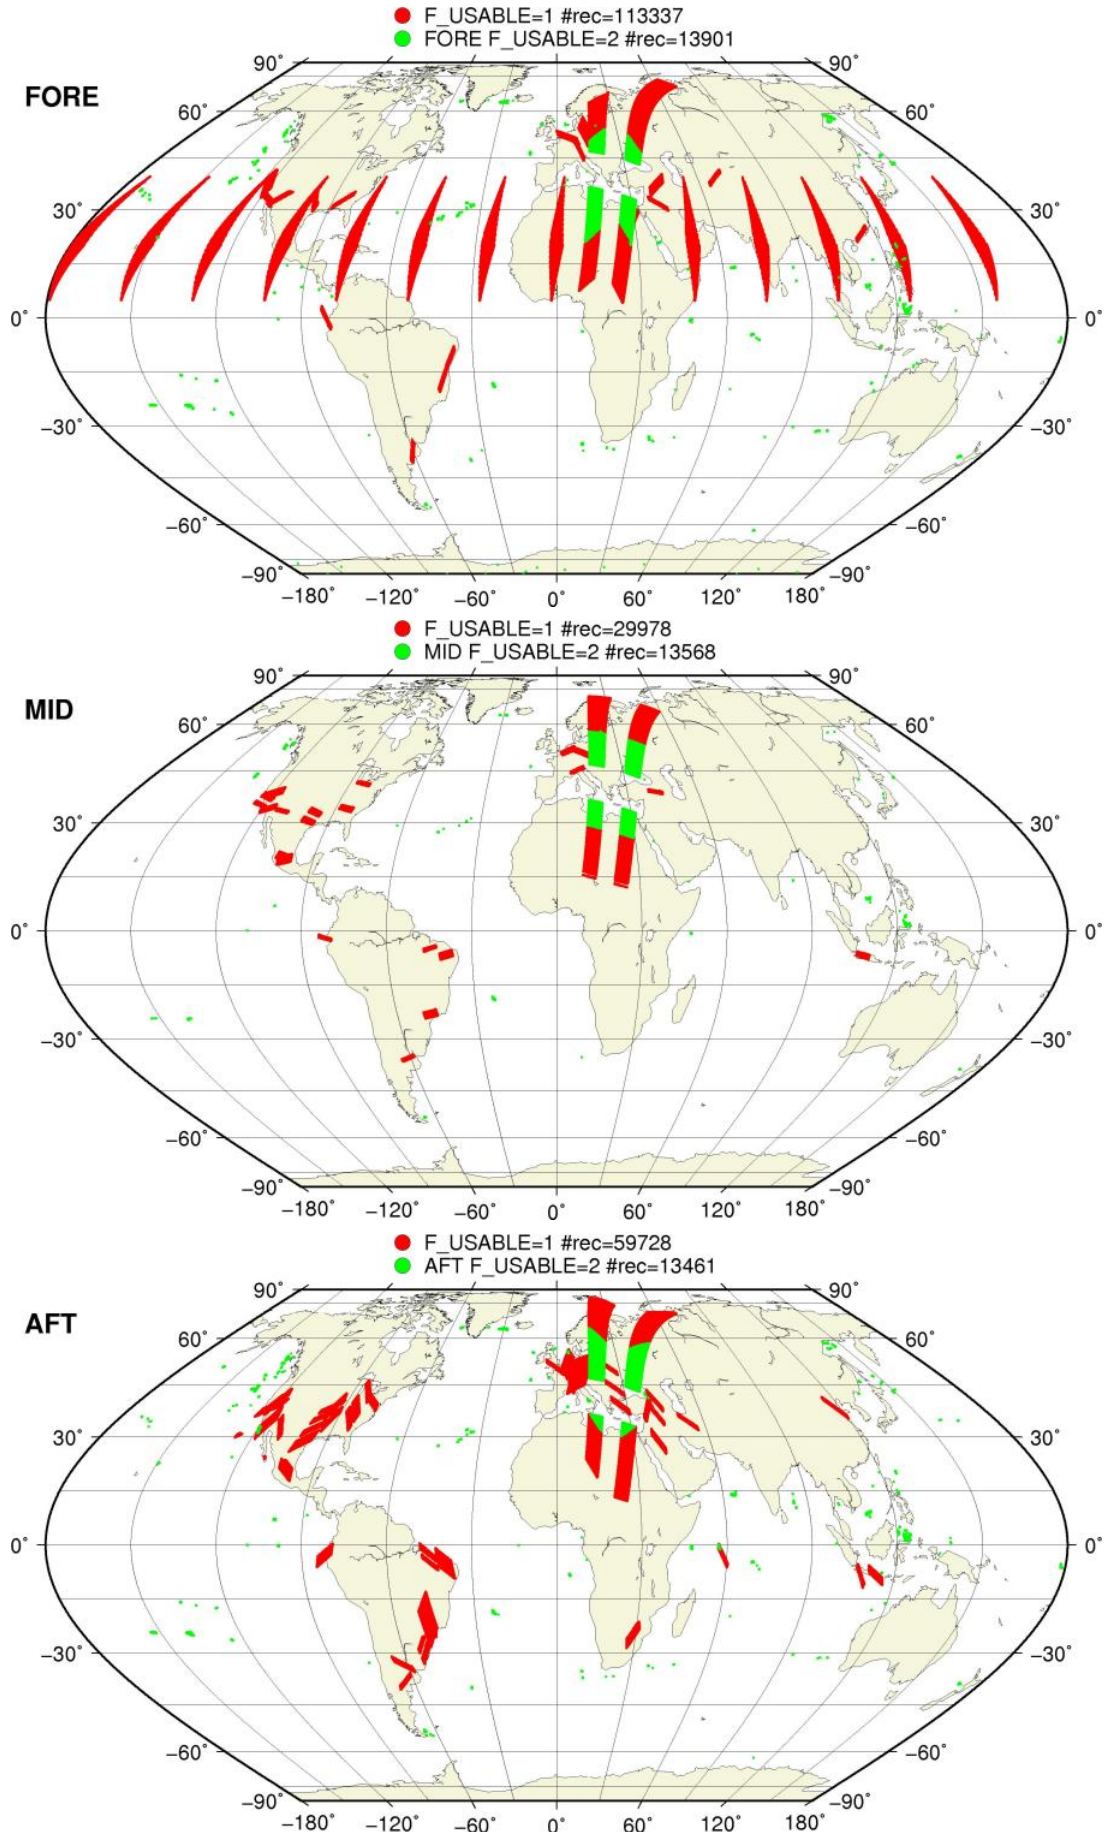 F_USABLE=1 #rec=113337
FORE F_USABLE=2 #rec=13901
FORE
90° 90°
60° 60°
30° 30°
0° 0°
−30° −30°
−60° −60°
−90° −90°
−180° −120° −60° 0° 60° 120° 180°
F_USABLE=1 #rec=29978
MID F_USABLE=2 #rec=13568
MID
90° 90°
60° 60°
30° 30°
0° 0°
−30° −30°
−60° −60°
−90° −90°
−180° −120° −60° 0° 60° 120° 180°
F_USABLE=1 #rec=59728
AFT F_USABLE=2 #rec=13461
AFT
90° 90°
60° 60°
30° 30°
0° 0°
−30° −30°
−60° −60°
−90° −90°
−180° −120° −60° 0° 60° 120° 180°